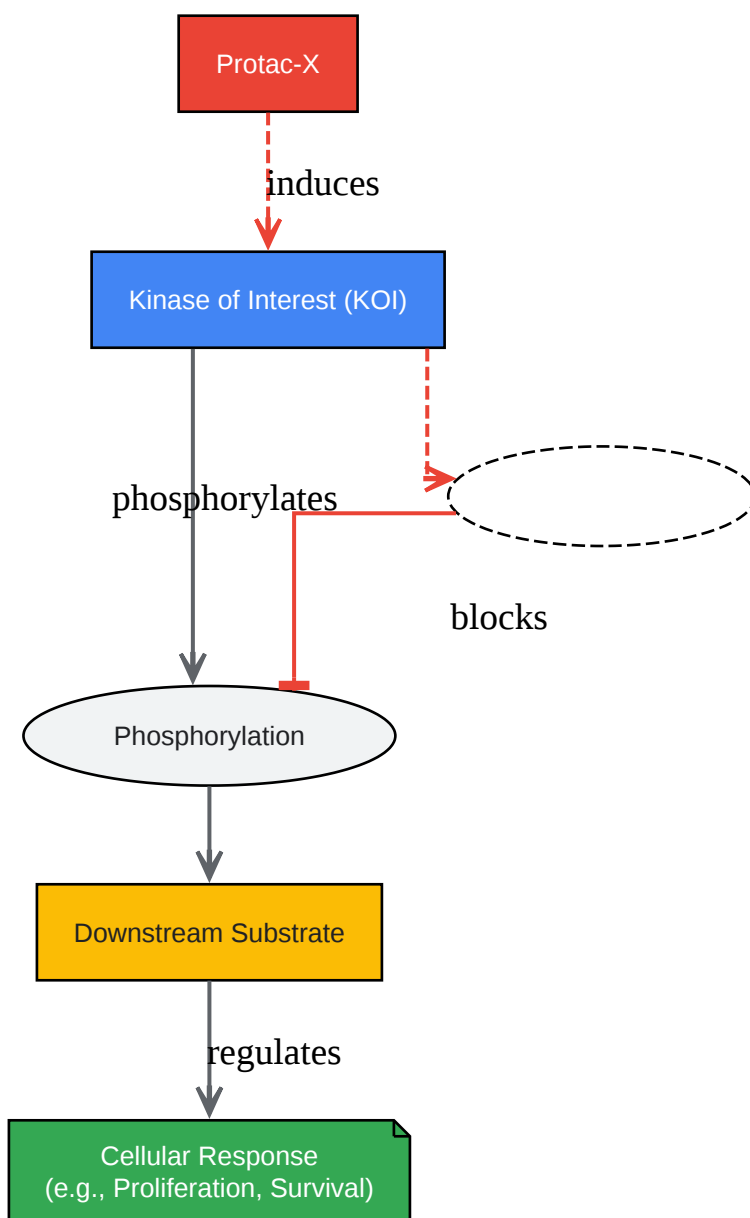 Protac-X
induces
Kinase of Interest (KOI)
phosphorylates
blocks
Phosphorylation
Downstream Substrate
regulates
Cellular Response
(e.g., Proliferation, Survival)